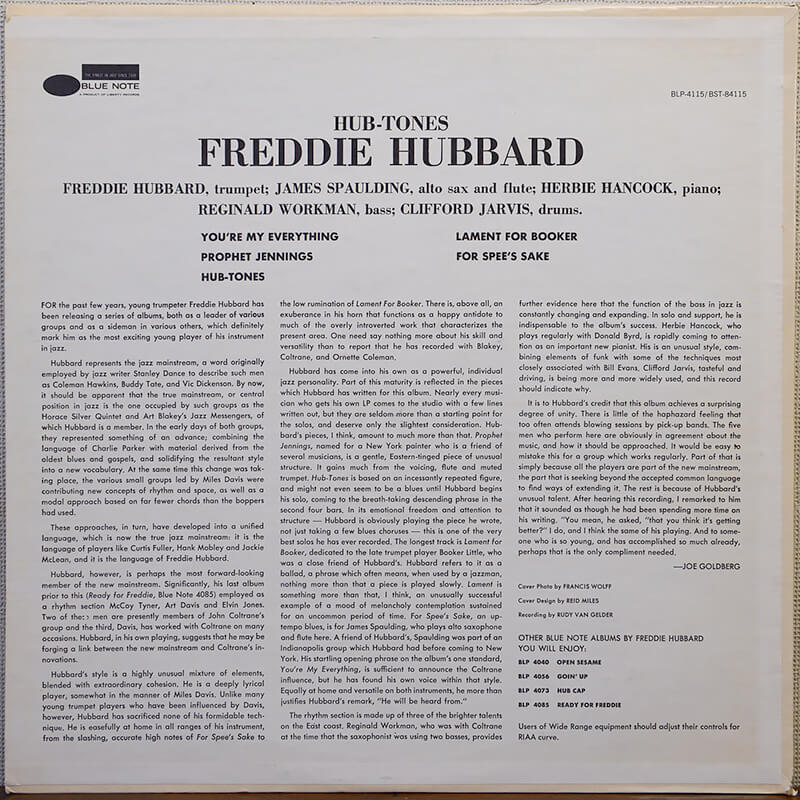 THE FINEST IN JAZZ SINCE 1939
BLUE NOTE
A PRODUCT OF LIBERTY RECORDS
BLP-4115/BST-84115
HUB-TONES
FREDDIE HUBBARD
FREDDIE HUBBARD, trumpet; JAMES SPAULDING, alto sax and flute; HERBIE HANCOCK, piano;
REGINALD WORKMAN, bass; CLIFFORD JARVIS, drums.
YOU'RE MY EVERYTHING
PROPHET JENNINGS
HUB-TONES
LAMENT FOR BOOKER
FOR SPEE'S SAKE
FOR the past few years, young trumpeter Freddie Hubbard has
been releasing a series of albums, both as a leader of various
groups and as a sideman in various others, which definitely
mark him as the most exciting young player of his instrument
in jazz.
Hubbard represents the jazz mainstream, a word originally
employed by jazz writer Stanley Dance to describe such men
as Coleman Hawkins, Buddy Tate, and Vic Dickenson. By now,
it should be apparent that the true mainstream, or central
position in jazz is the one occupied by such groups as the
Horace Silver Quintet and Art Blakey's Jazz Messengers, of
which Hubbard is a member. In the early days of both groups,
they represented something of an advance; combining the
language of Charlie Parker with material derived from the
oldest blues and gospels, and solidifying the resultant style
into a new vocabulary. At the same time this change was tak-
ing place, the various small groups led by Miles Davis were
contributing new concepts of rhythm and space, as well as a
modal approach based on far fewer chords than the boppers
had used.
These approaches, in turn, have developed into a unified
language, which is now the true jazz mainstream: it is the
language of players like Curtis Fuller, Hank Mobley and Jackie
McLean, and it is the language of Freddie Hubbard.
Hubbard, however, is perhaps the most forward-looking
member of the new mainstream. Significantly, his last album
prior to this (Ready for Freddie, Blue Note 4085) employed as
a rhythm section McCoy Tyner, Art Davis and Elvin Jones.
Two of these men are presently members of John Coltrane's
group and the third, Davis, has worked with Coltrane on many
occasions. Hubbard, in his own playing, suggests that he may be
forging a link between the new mainstream and Coltrane's in-
novations.
Hubbard's style is a highly unusual mixture of elements,
blended with extraordinary cohesion. He is a deeply lyrical
player, somewhat in the manner of Miles Davis. Unlike many
young trumpet players who have been influenced by Davis,
however, Hubbard has sacrificed none of his formidable tech-
nique. He is easefully at home in all ranges of his instrument,
from the slashing, accurate high notes of For Spee's Sake to
the low rumination of Lament For Booker. There is, above all, an
exuberance in his horn that functions as a happy antidote to
much of the overly introverted work that characterizes the
present area. One need say nothing more about his skill and
versatility than to report that he has recorded with Blakey,
Coltrane, and Ornette Coleman.
Hubbard has come into his own as a powerful, individual
jazz personality. Part of this maturity is reflected in the pieces
which Hubbard has written for this album. Nearly every musi-
cian who gets his own LP comes to the studio with a few lines
written out, but they are seldom more than a starting point for
the solos, and deserve only the slightest consideration. Hub-
bard's pieces, I think, amount to much more than that. Prophet
Jennings, named for a New York painter who is a friend of
several musicians, is a gentle, Eastern-tinged piece of unusual
structure. It gains much from the voicing, flute and muted
trumpet. Hub-Tones is based on an incessantly repeated figure,
and might not even seem to be a blues until Hubbard begins
his solo, coming to the breath-taking descending phrase in the
second four bars. In its emotional freedom and attention to
structure — Hubbard is obviously playing the piece he wrote,
not just taking a few blues choruses — this is one of the very
best solos he has ever recorded. The longest track is Lament for
Booker, dedicated to the late trumpet player Booker Little, who
was a close friend of Hubbard's. Hubbard refers to it as a
ballad, a phrase which often means, when used by a jazzman,
nothing more than that a piece is played slowly. Lament is
something more than that, I think, an unusually successful
example of a mood of melancholy contemplation sustained
for an uncommon period of time. For Spee's Sake, an up-
tempo blues, is for James Spaulding, who plays alto saxophone
and flute here. A friend of Hubbard's, Spaulding was part of an
Indianapolis group which Hubbard had before coming to New
York. His startling opening phrase on the album's one standard,
You're My Everything, is sufficient to announce the Coltrane
influence, but he has found his own voice within that style.
Equally at home and versatile on both instruments, he more than
justifies Hubbard's remark, "He will be heard from."
The rhythm section is made up of three of the brighter talents
on the East coast. Reginald Workman, who was with Coltrane
at the time that the saxophonist was using two basses, provides
further evidence here that the function of the bass in jazz is
constantly changing and expanding. In solo and support, he is
indispensable to the album's success. Herbie Hancock, who
plays regularly with Donald Byrd, is rapidly coming to atten-
tion as an important new pianist. His is an unusual style, com-
bining elements of funk with some of the techniques most
closely associated with Bill Evans. Clifford Jarvis, tasteful and
driving, is being more and more widely used, and this record
should indicate why.
It is to Hubbard's credit that this album achieves a surprising
degree of unity. There is little of the haphazard feeling that
too often attends blowing sessions by pick-up bands. The five
men who perform here are obviously in agreement about the
music, and how it should be approached. It would be easy to
mistake this for a group which works regularly. Part of that is
simply because all the players are part of the new mainstream,
the part that is seeking beyond the accepted common language
to find ways of extending it. The rest is because of Hubbard's
unusual talent. After hearing this recording, I remarked to him
that it sounded as though he had been spending more time on
his writing. "You mean, he asked, "that you think it's getting
better?" I do, and I think the same of his playing. And to some-
one who is so young, and has accomplished so much already,
perhaps that is the only compliment needed.
—JOE GOLDBERG
Cover Photo by FRANCIS WOLFF
Cover Design by REID MILES
Recording by RUDY VAN GELDER
OTHER BLUE NOTE ALBUMS BY FREDDIE HUBBARD
YOU WILL ENJOY:
BLP 4040 OPEN SESAME
BLP 4056 GOIN' UP
BLP 4073 HUB CAP
BLP 4085 READY FOR FREDDIE
Users of Wide Range equipment should adjust their controls for
RIAA curve.